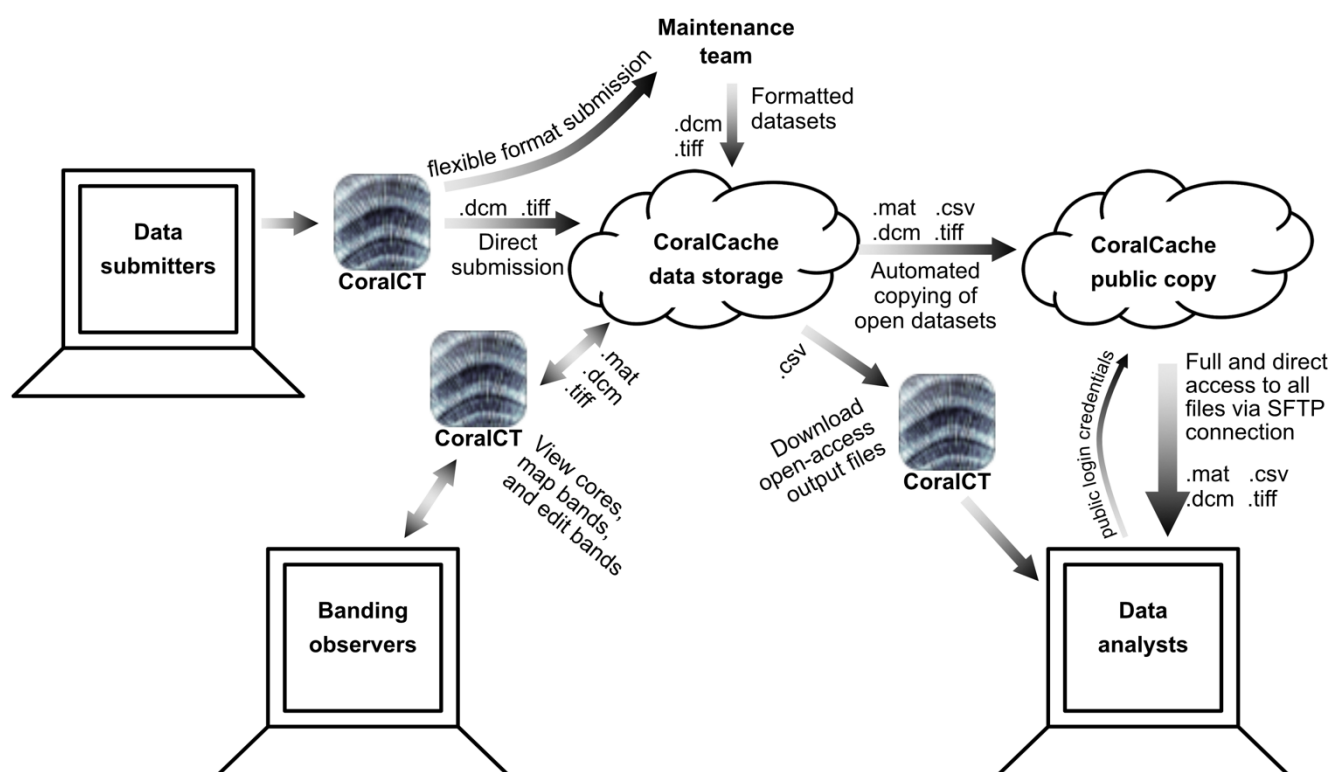 Maintenance
team
flexible format submission
Formatted
datasets
.dcm
.tiff
Data
submitters
CoralCT
.dcm .tiff
Direct
submission
CoralCache
data storage
.mat .csv
.dcm .tiff
Automated
copying of
open datasets
CoralCache
public copy
.mat
.dcm
.tiff
CoralCT
View cores,
map bands,
and edit bands
.csv
Download
open-access
output files
CoralCT
public login credentials
Full and direct
access to all
files via SFTP
connection
.mat .csv
.dcm .tiff
Banding
observers
Data
analysts